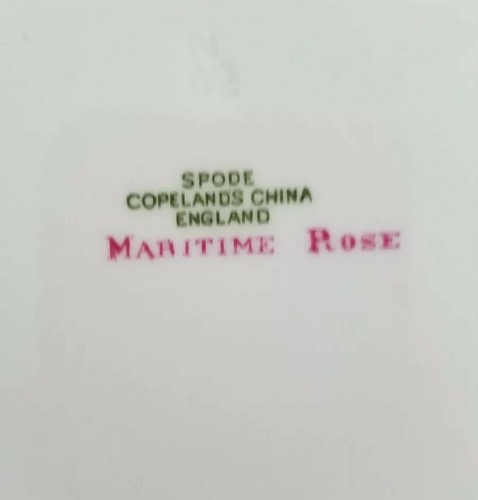 SPODE
COPELANDS CHINA
ENGLAND
MARITIME ROSE